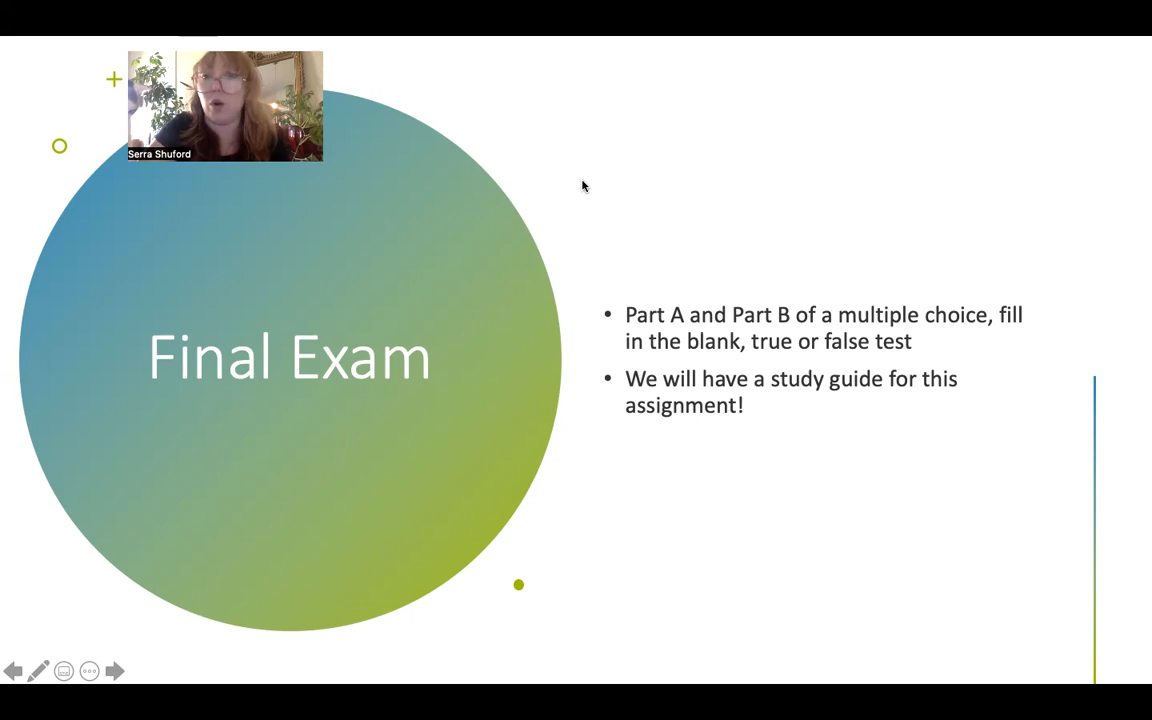 Serra Shuford
Final Exam
• Part A and Part B of a multiple choice, fill
in the blank, true or false test
• We will have a study guide for this
assignment!